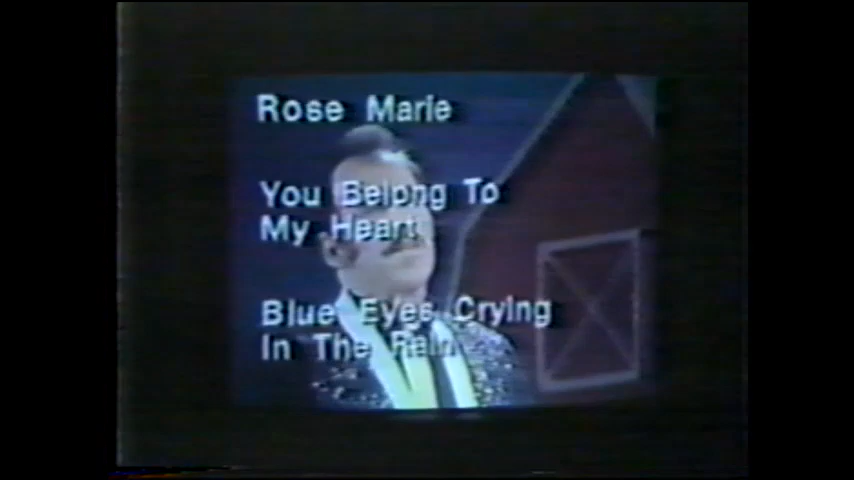 Rose Marie
You Belong To
My Heart
Blue Eyes Crying
In The Rain